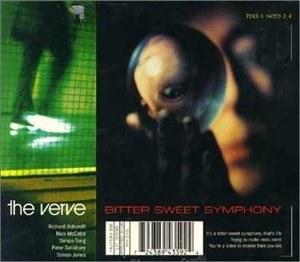 the verve
Richard Ashcroft
Nick McCabe
Simon Tong
Peter Salisbury
Simon Jones
BITTER SWEET SYMPHONY
It's a bitter sweet symphony, that's life
Trying to make ends meet
You're a slave to money then you die